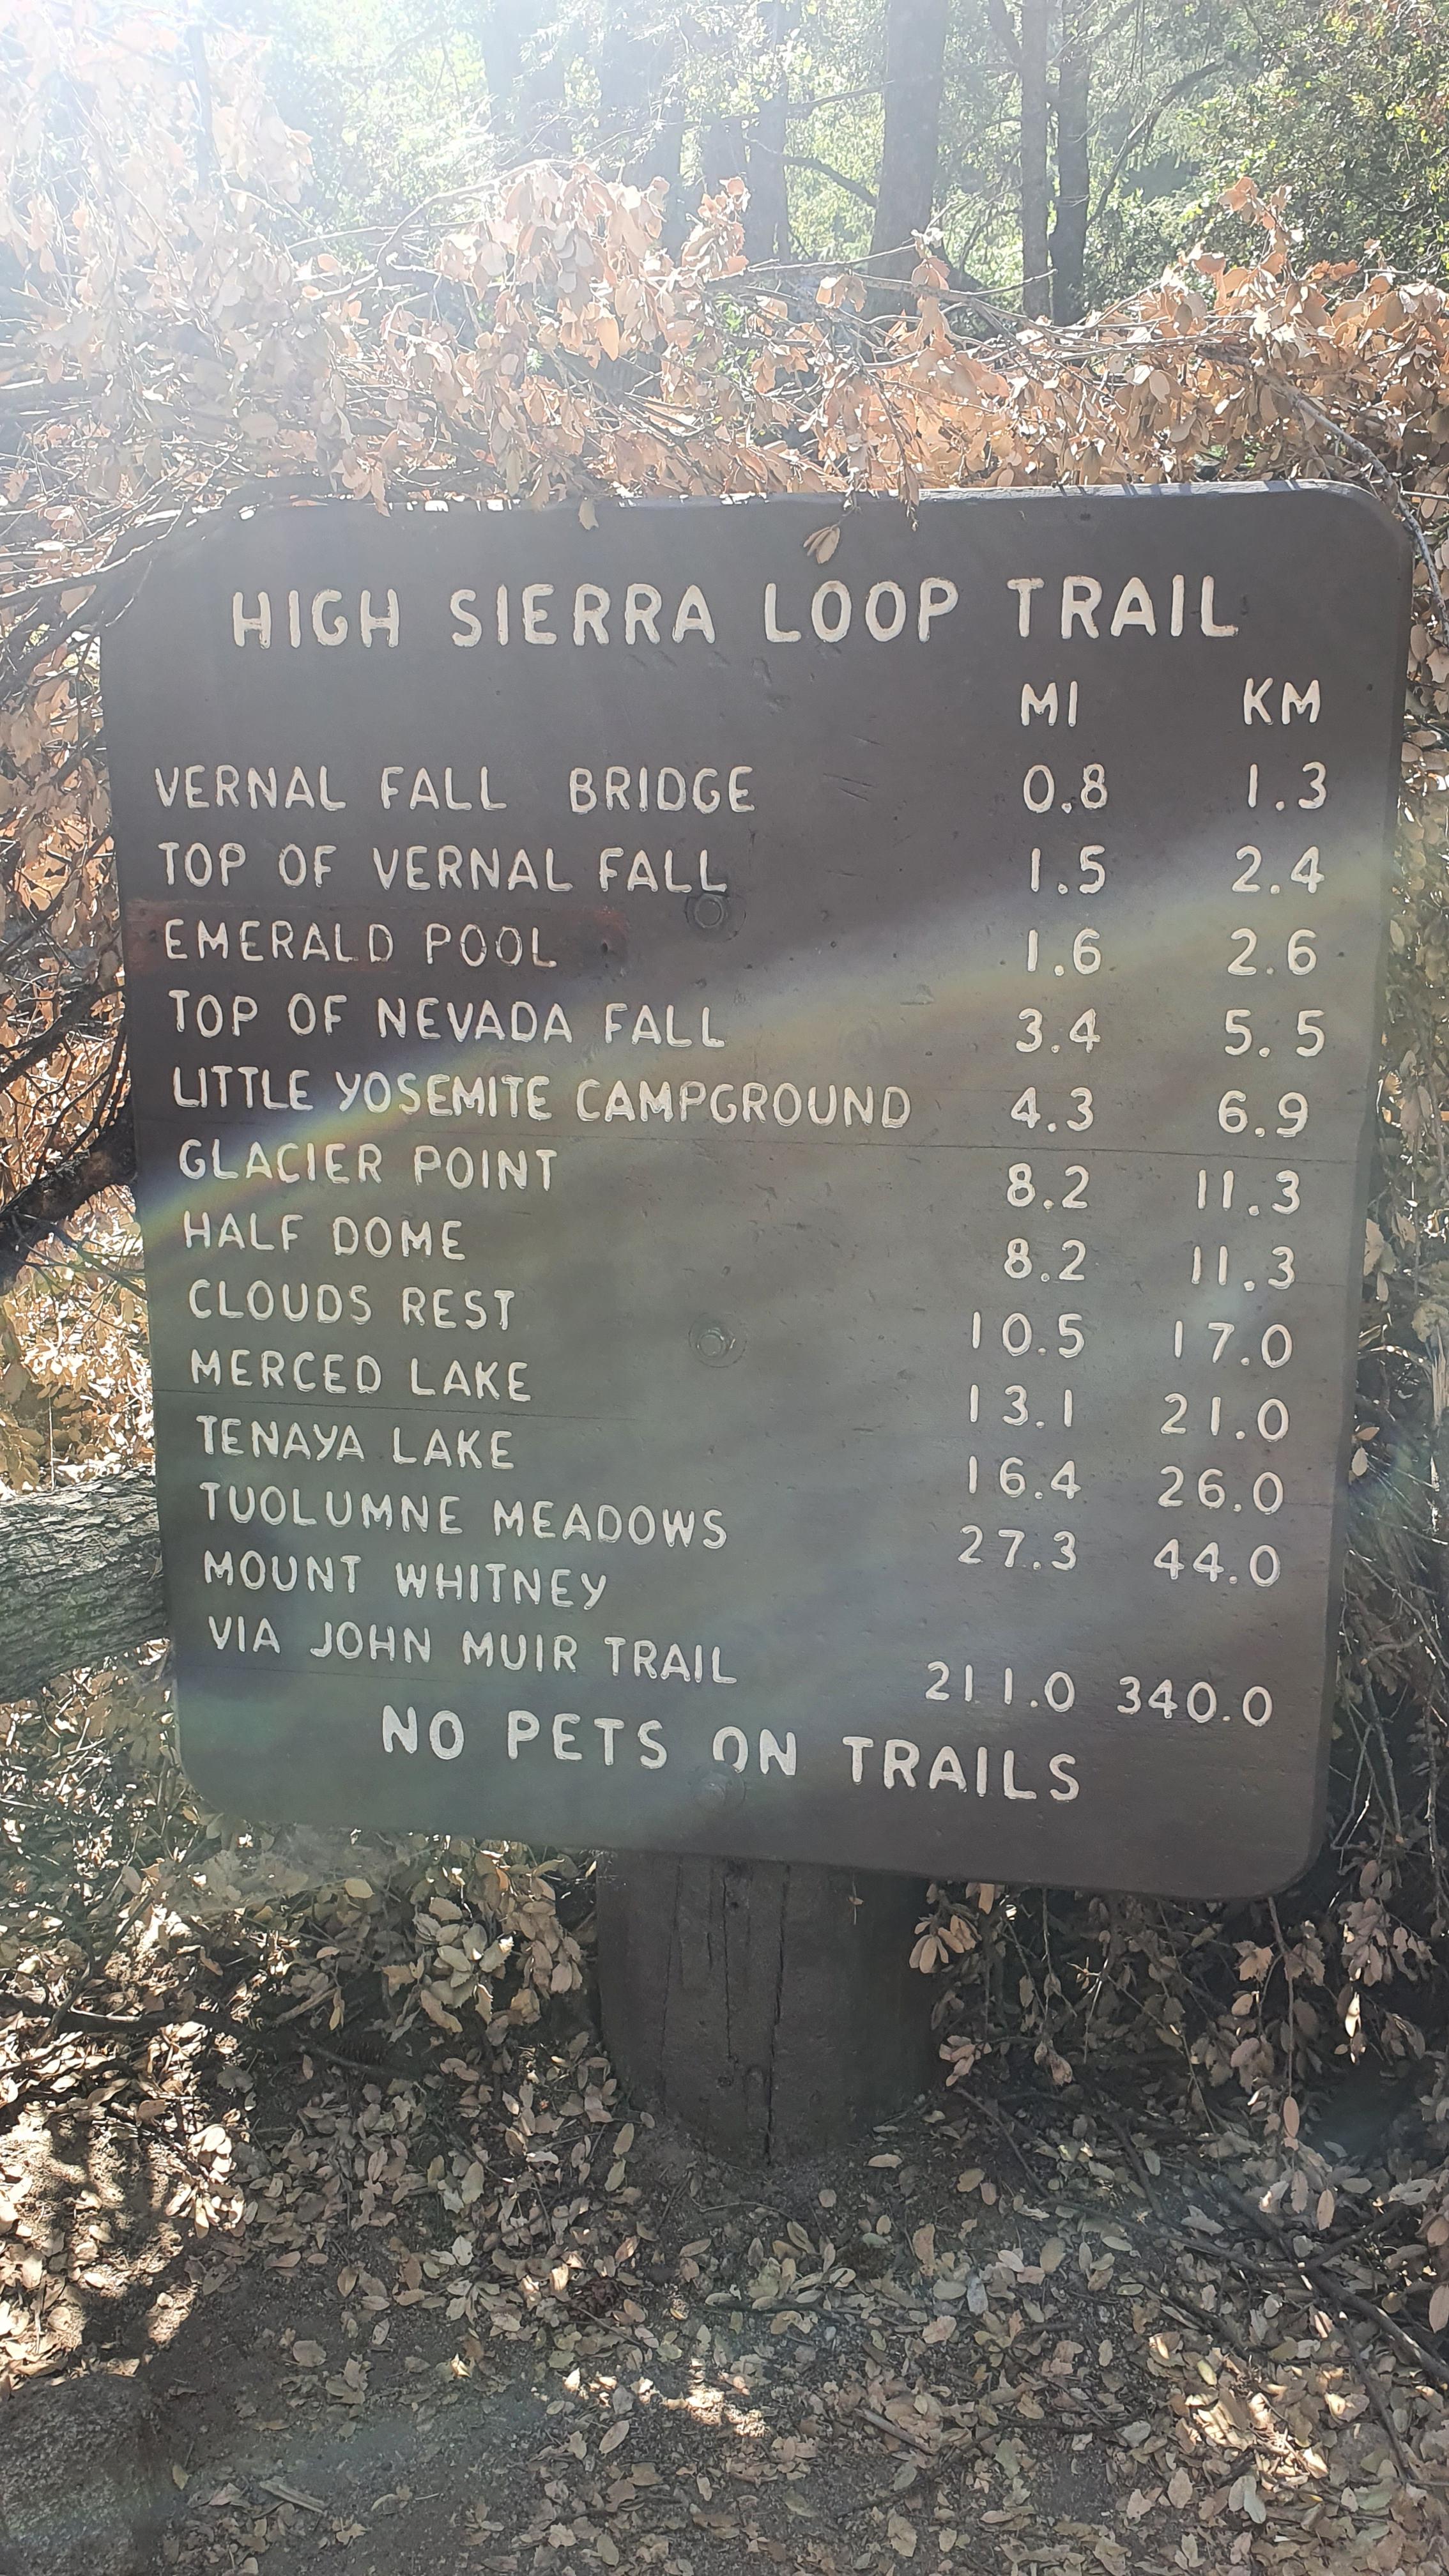 HIGH SIERRA LOOP TRAIL
MI KM
VERNAL FALL BRIDGE 0.8 1.3
TOP OF VERNAL FALL 1.5 2.4
EMERALD POOL 1.6 2.6
TOP OF NEVADA FALL 3.4 5.5
LITTLE YOSEMITE CAMPGROUND 4.3 6.9
GLACIER POINT 8.2 11.3
HALF DOME 8.2 11.3
CLOUDS REST 10.5 17.0
MERCED LAKE 13.1 21.0
TENAYA LAKE 16.4 26.0
TUOLUMNE MEADOWS 27.3 44.0
MOUNT WHITNEY
VIA JOHN MUIR TRAIL 211.0 340.0
NO PETS ON TRAILS